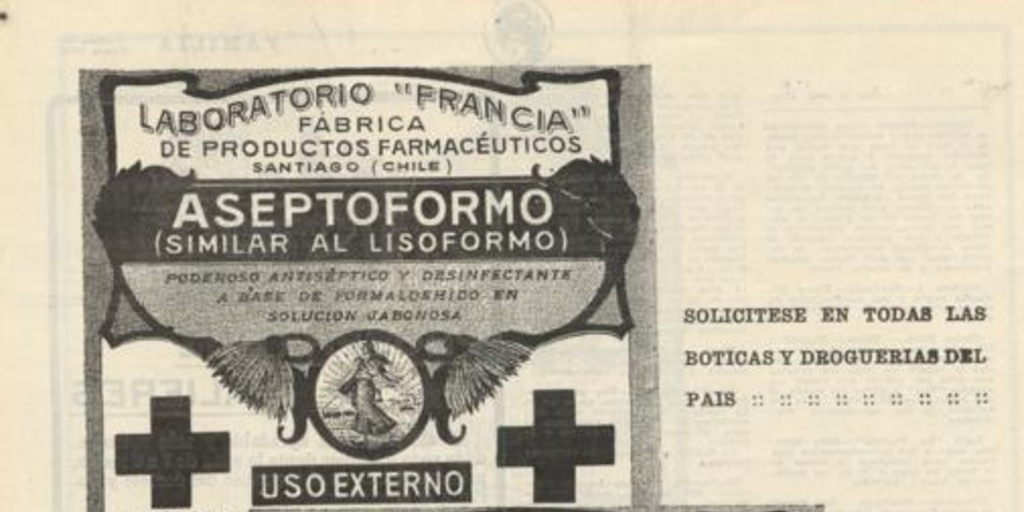 LABORATORIO "FRANCIA"
FÁBRICA
DE PRODUCTOS FARMACÉUTICOS
SANTIAGO (CHILE)
ASEPTOFORMO
(SIMILAR AL LISOFORMO)
PODEROSO ANTISÉPTICO Y DESINFECTANTE
A BASE DE FORMALDEHIDO EN
SOLUCION JABONOSA
USO EXTERNO
SOLICITESE EN TODAS LAS
BOTICAS Y DROGUERIAS DEL
PAIS :: :: :: :: :: :: :: :: ::